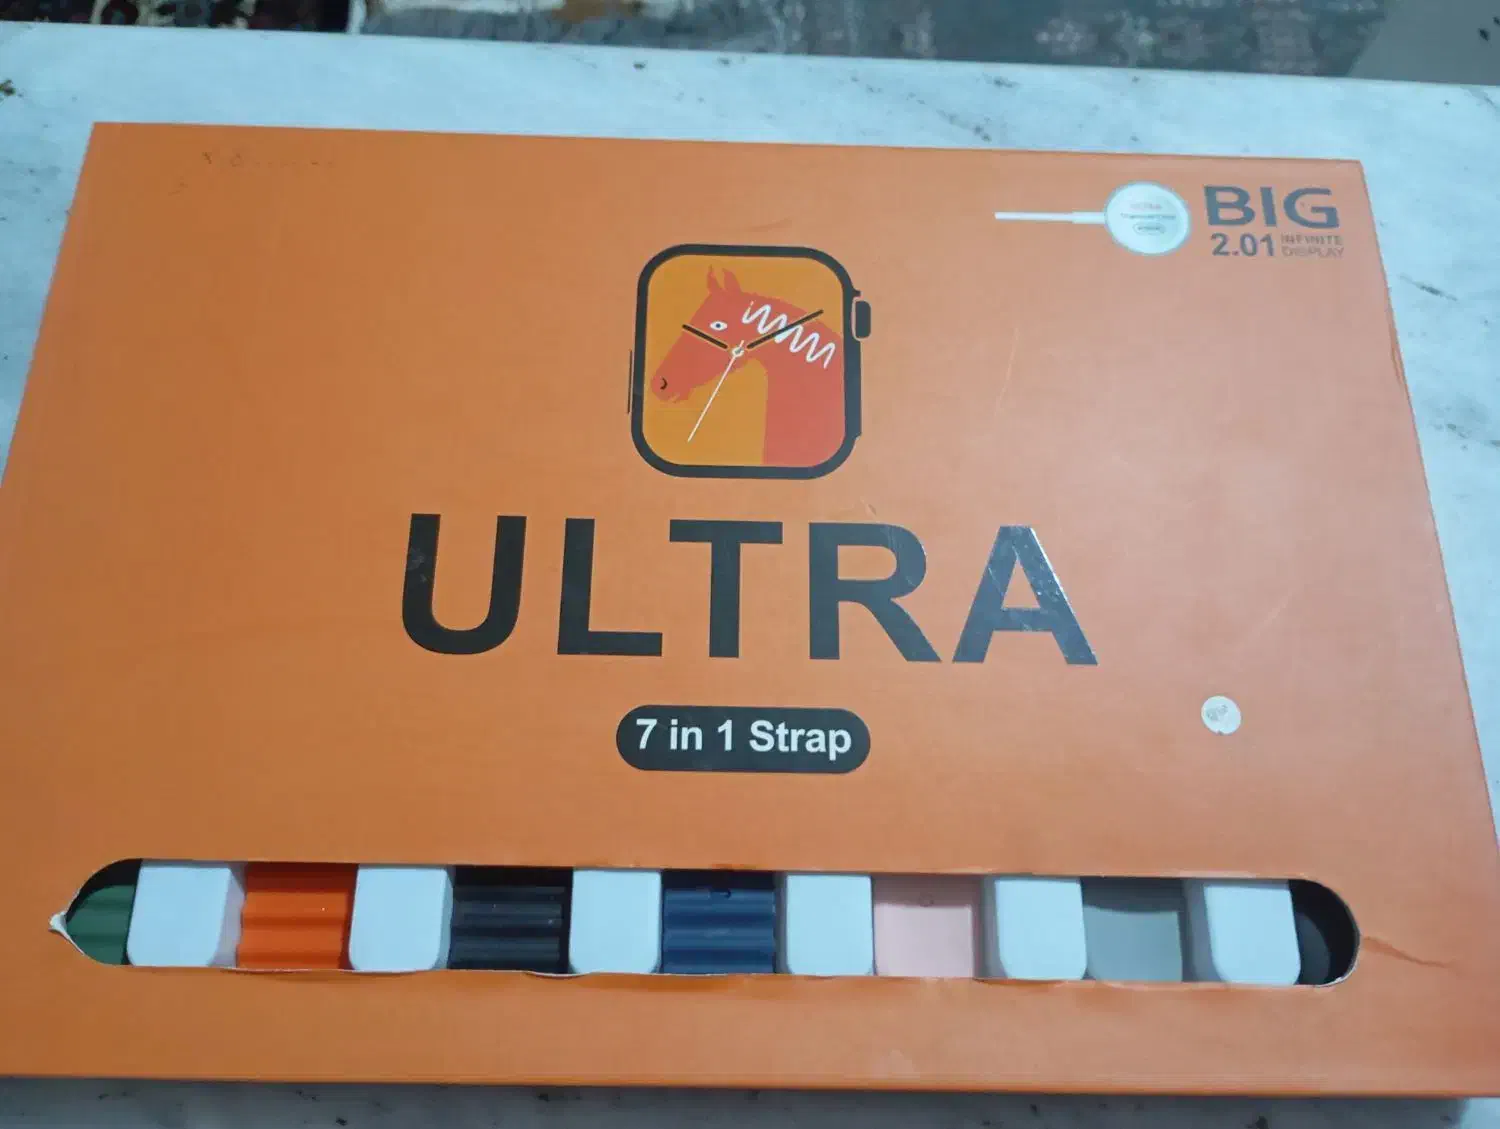 BIG
2.01 INFINITE
DISPLAY
ULTRA
7 in 1 Strap